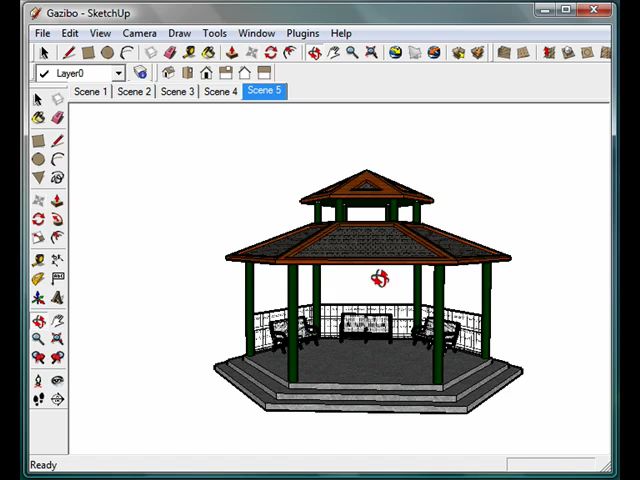 Gazibo - SketchUp
File Edit View Camera Draw Tools Window Plugins Help
Layer0
Scene 1 Scene 2 Scene 3 Scene 4 Scene 5
Ready